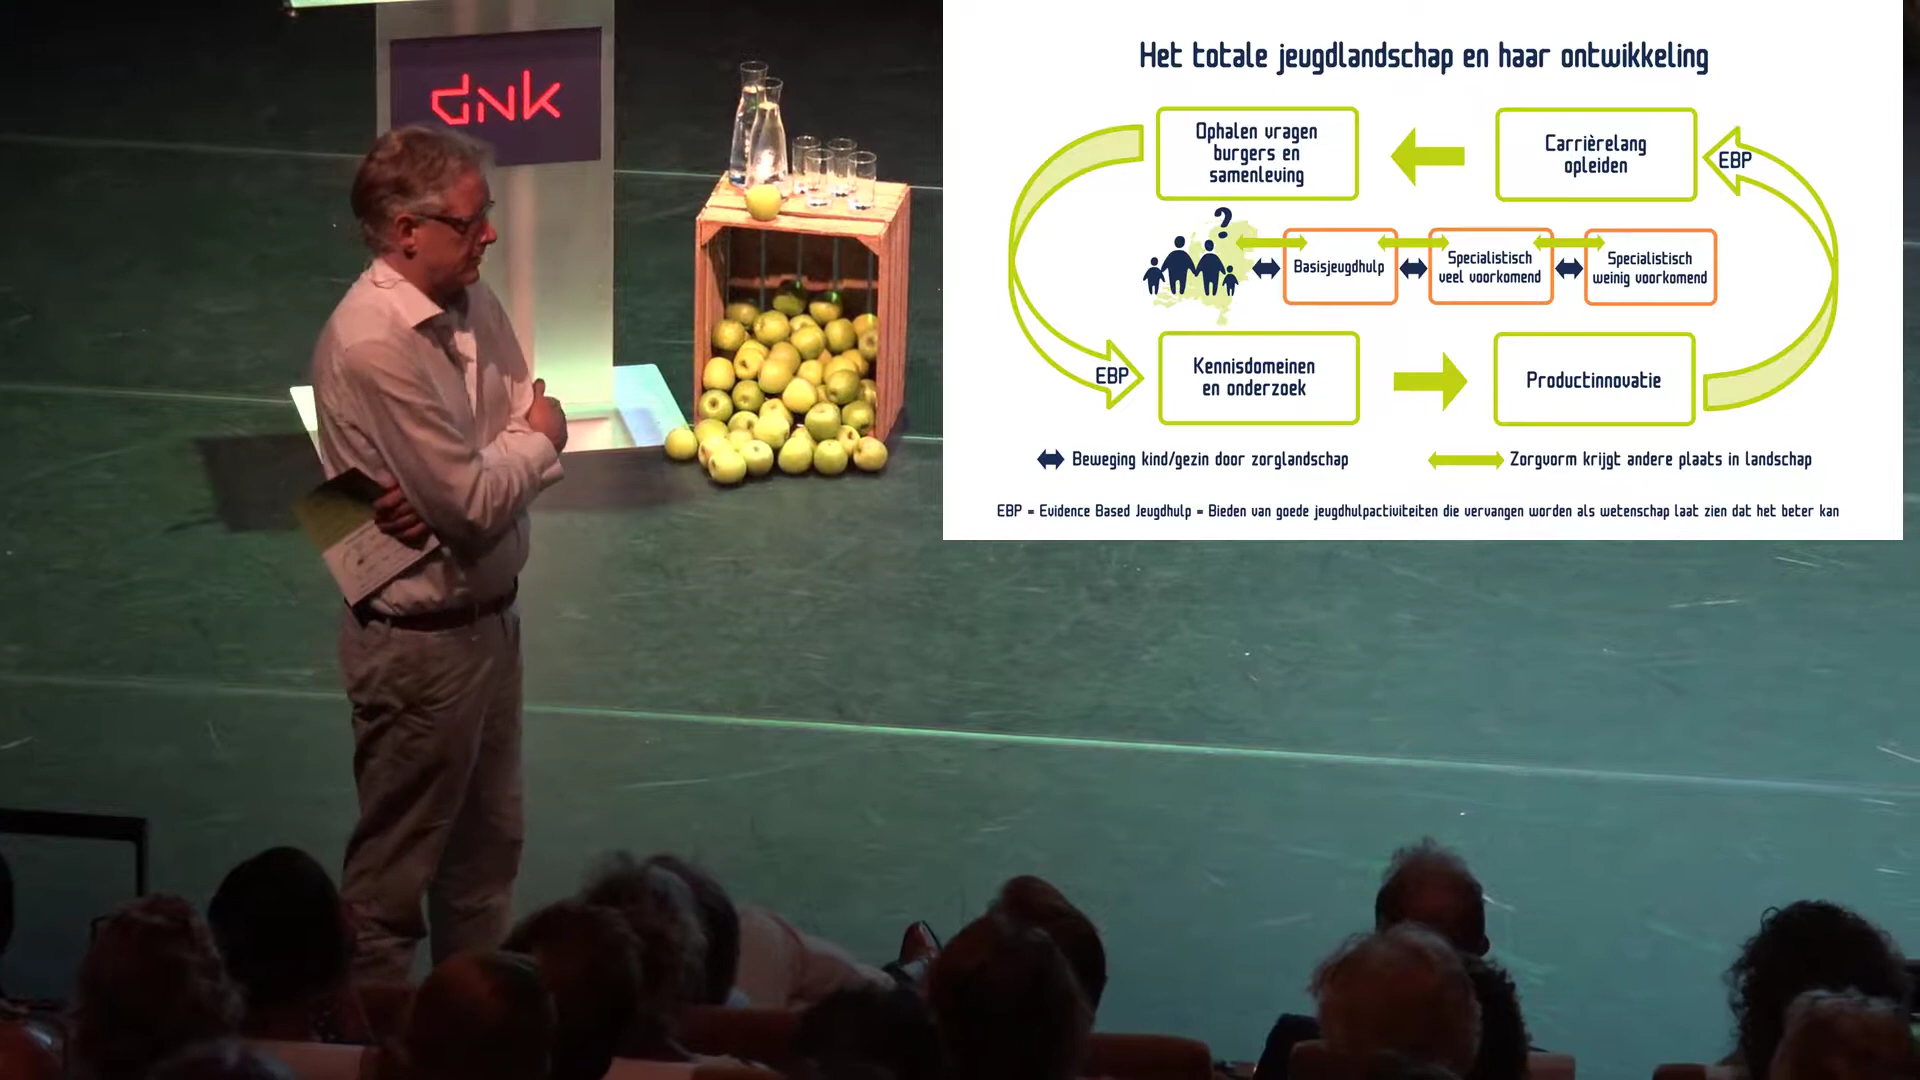 dnk
Het totale jeugdlandschap en haar ontwikkeling
Ophalen vragen
burgers en
samenleving
Carrièrelang
opleiden
EBP
?
Basisjeugdhulp
Specialistisch
veel voorkomend
Specialistisch
weinig voorkomend
EBP
Kennisdomeinen
en onderzoek
Productinnovatie
Beweging kind/gezin door zorglandschap
Zorgvorm krijgt andere plaats in landschap
EBP = Evidence Based Jeugdhulp = Bieden van goede jeugdhulpactiviteiten die vervangen worden als wetenschap laat zien dat het beter kan